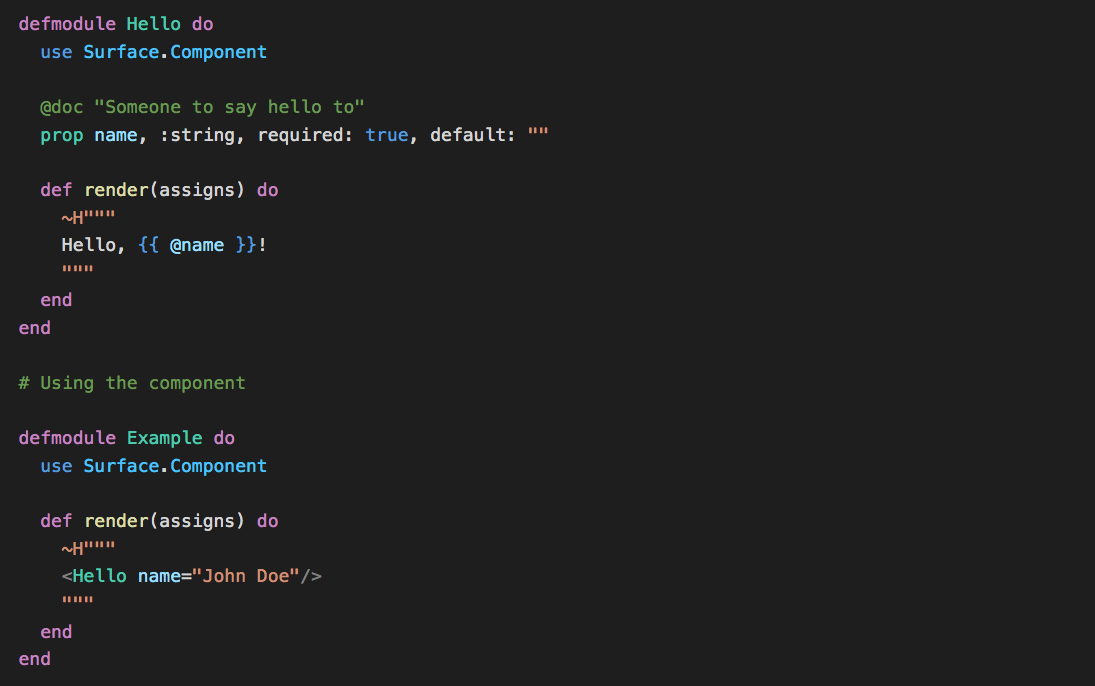 defmodule Hello do
  use Surface.Component

  @doc "Someone to say hello to"
  prop name, :string, required: true, default: ""

  def render(assigns) do
    ~H"""
    Hello, {{ @name }}!
    """
  end
end

# Using the component

defmodule Example do
  use Surface.Component

  def render(assigns) do
    ~H"""
    <Hello name="John Doe"/>
    """
  end
end